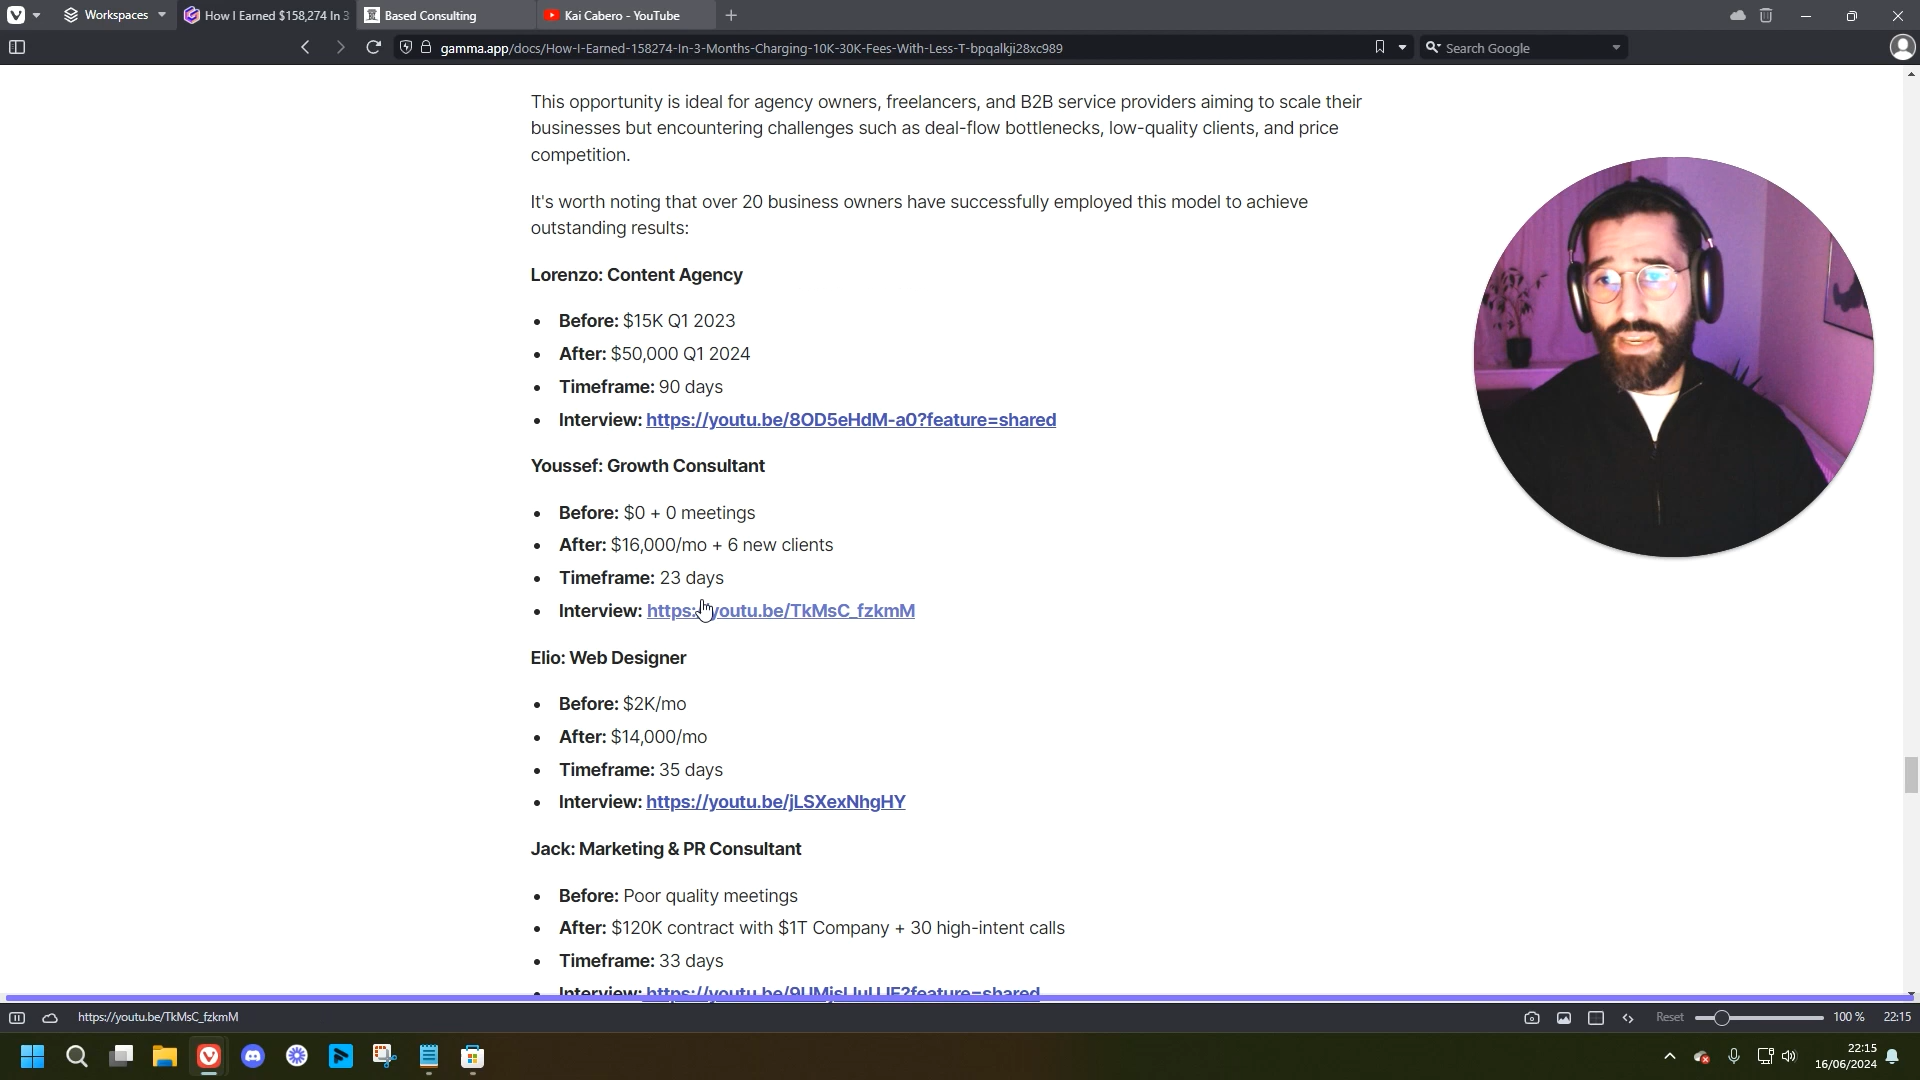 Workspaces
How I Earned $158,274 In 3
Based Consulting
Kai Cabero - YouTube
gamma.app/docs/How-I-Earned-158274-In-3-Months-Charging-10K-30K-Fees-With-Less-T-bpqalkji28xc989
Search Google
This opportunity is ideal for agency owners, freelancers, and B2B service providers aiming to scale their
businesses but encountering challenges such as deal-flow bottlenecks, low-quality clients, and price
competition.
It's worth noting that over 20 business owners have successfully employed this model to achieve
outstanding results:
Lorenzo: Content Agency
• Before: $15K Q1 2023
• After: $50,000 Q1 2024
• Timeframe: 90 days
• Interview: https://youtu.be/8OD5eHdM-a0?feature=shared
Youssef: Growth Consultant
• Before: $0 + 0 meetings
• After: $16,000/mo + 6 new clients
• Timeframe: 23 days
• Interview: https://youtu.be/TkMsC_fzkmM
Elio: Web Designer
• Before: $2K/mo
• After: $14,000/mo
• Timeframe: 35 days
• Interview: https://youtu.be/jLSXexNhgHY
Jack: Marketing & PR Consultant
• Before: Poor quality meetings
• After: $120K contract with $1T Company + 30 high-intent calls
• Timeframe: 33 days
• Interview:
https://youtu.be/TkMsC_fzkmM
Reset
100 %
22:15
22:15
16/06/2024